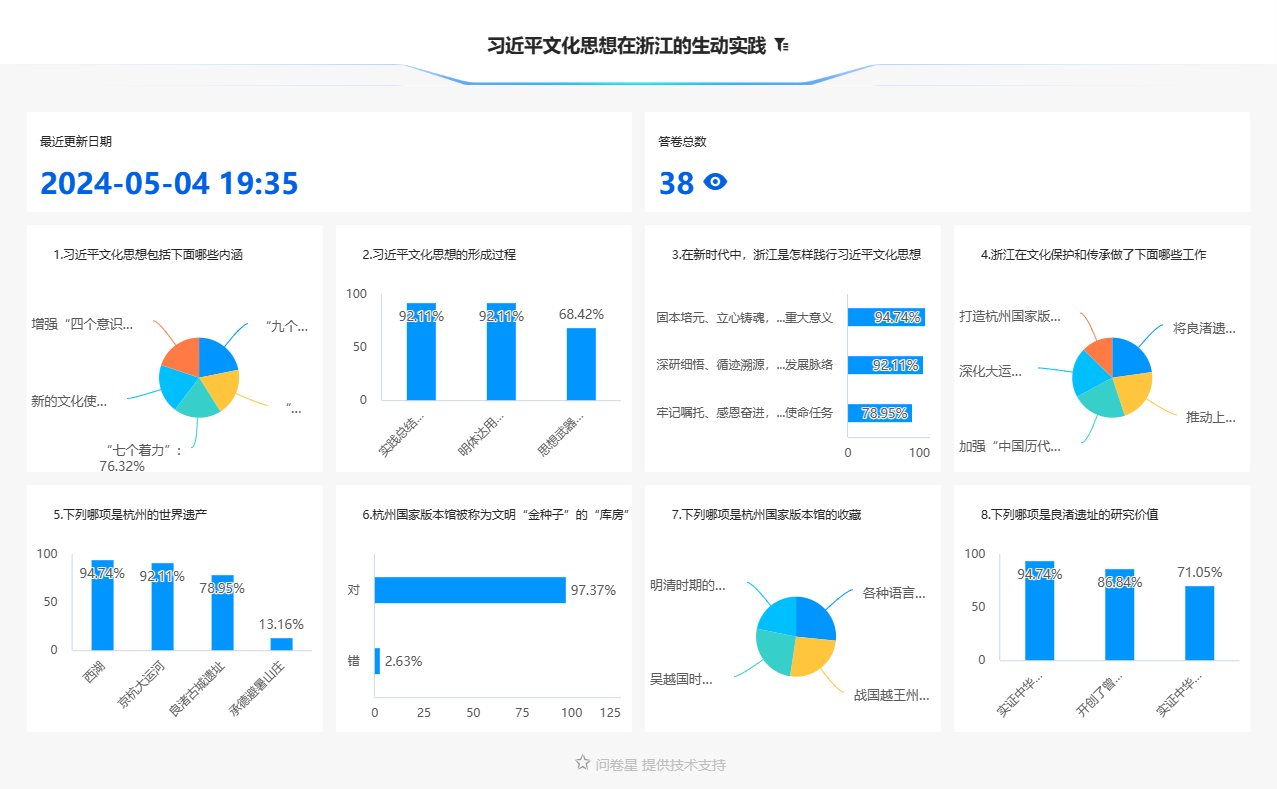 习近平文化思想在浙江的生动实践
最近更新日期
2024-05-04 19:35
答卷总数
38
1.习近平文化思想包括下面哪些内涵
增强“四个意识...
“九个...
新的文化使...
“...
“七个着力”:
76.32%
2.习近平文化思想的形成过程
100
50
0
92.11%
92.11%
68.42%
实践总结...
明体达用...
思想武器...
3.在新时代中，浙江是怎样践行习近平文化思想
固本培元、立心铸魂，...重大意义
94.74%
深研细悟、循迹溯源，...发展脉络
92.11%
牢记嘱托、感恩奋进，...使命任务
78.95%
0
100
4.浙江在文化保护和传承做了下面哪些工作
打造杭州国家版...
将良渚遗...
深化大运...
推动上...
加强“中国历代...
5.下列哪项是杭州的世界遗产
100
50
0
94.74%
92.11%
78.95%
13.16%
西湖
京杭大运河
良渚古城遗址
承德避暑山庄
6.杭州国家版本馆被称为文明“金种子”的“库房”
对
97.37%
错
2.63%
0
25
50
75
100
125
7.下列哪项是杭州国家版本馆的收藏
明清时期的...
各种语言...
吴越国时...
战国越王州...
8.下列哪项是良渚遗址的研究价值
100
50
0
94.74%
86.84%
71.05%
实证中华...
开创了曾...
实证中华...
问卷星 提供技术支持